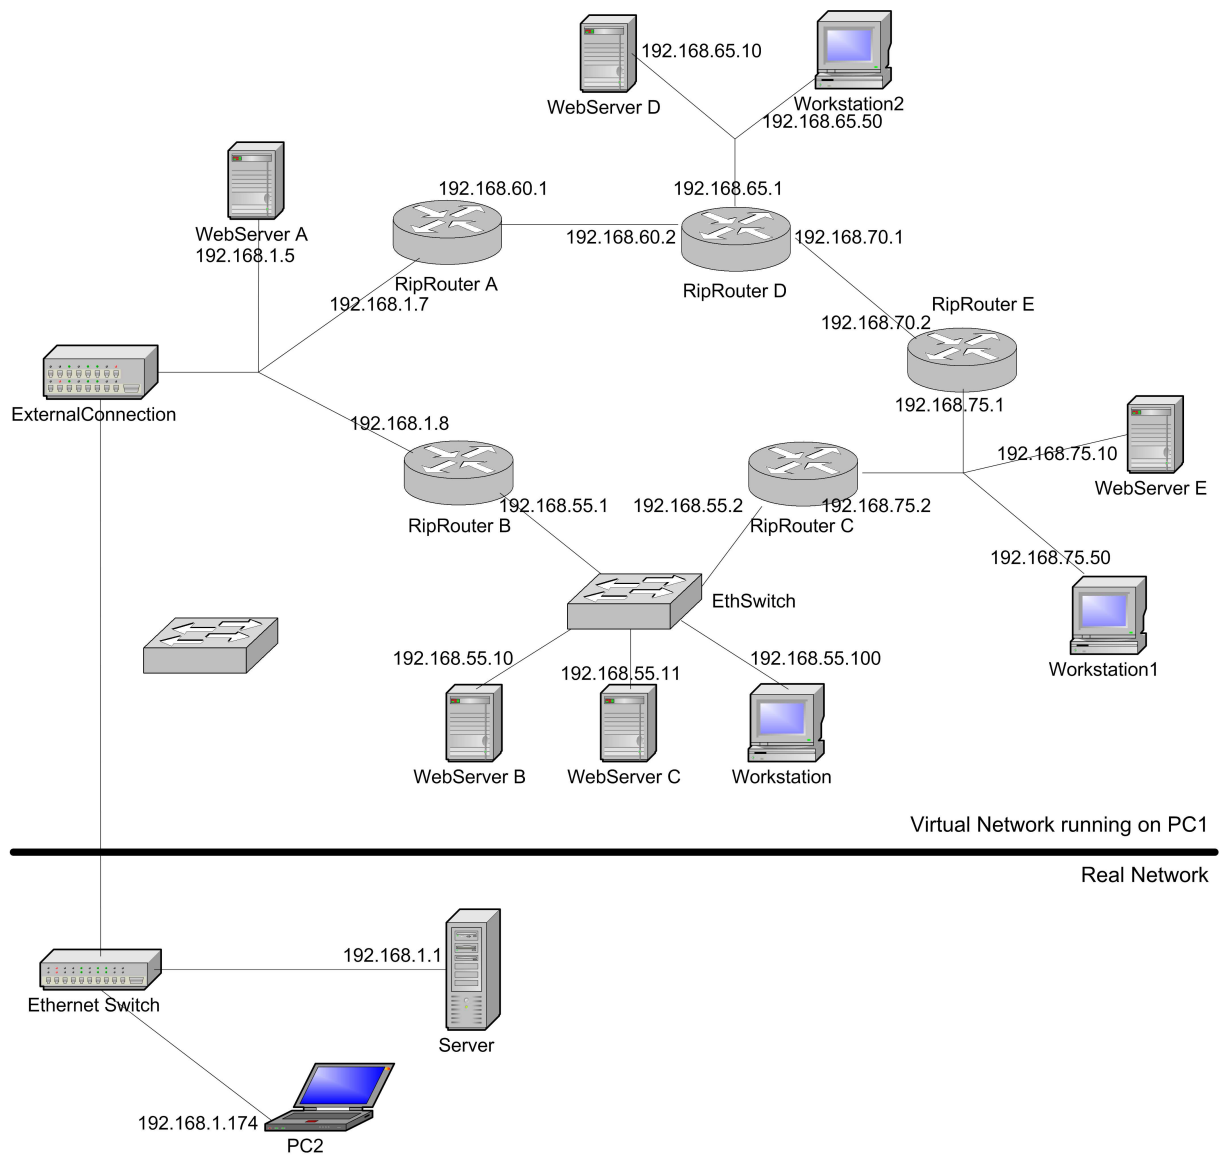 192.168.65.10
WebServer D
Workstation2
192.168.65.50
192.168.60.1
192.168.65.1
WebServer A
192.168.1.5
192.168.60.2
192.168.70.1
RipRouter A
RipRouter D
192.168.1.7
RipRouter E
192.168.70.2
ExternalConnection
192.168.75.1
192.168.1.8
192.168.75.10
WebServer E
192.168.55.1
192.168.55.2
192.168.75.2
RipRouter B
RipRouter C
192.168.75.50
EthSwitch
192.168.55.10
192.168.55.11
192.168.55.100
Workstation1
WebServer B
WebServer C
Workstation
Virtual Network running on PC1
Real Network
192.168.1.1
Ethernet Switch
Server
192.168.1.174
PC2